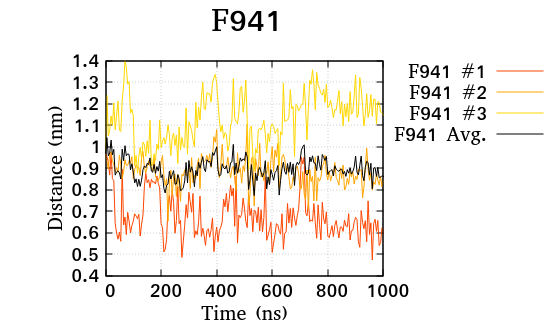 F941
1.4
1.3
1.2
1.1
1
0.9
0.8
0.7
0.6
0.5
0.4
Distance (nm)
0 200 400 600 800 1000
Time (ns)
F941 #1
F941 #2
F941 #3
F941 Avg.